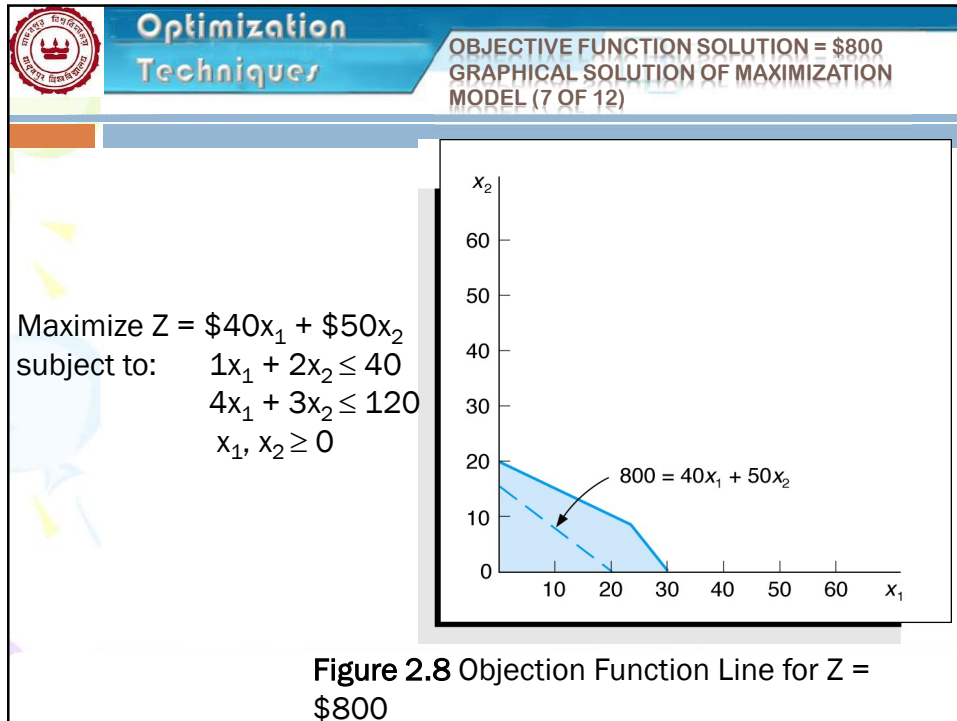 Optimization
Techniques
OBJECTIVE FUNCTION SOLUTION = $800
GRAPHICAL SOLUTION OF MAXIMIZATION
MODEL (7 OF 12)
Maximize Z = $40x₁ + $50x₂
subject to: 1x₁ + 2x₂ ≤ 40
4x₁ + 3x₂ ≤ 120
x₁, x₂ ≥ 0
x₂
60
50
40
30
20
10
0
800 = 40x₁ + 50x₂
10 20 30 40 50 60 x₁
Figure 2.8 Objection Function Line for Z =
$800